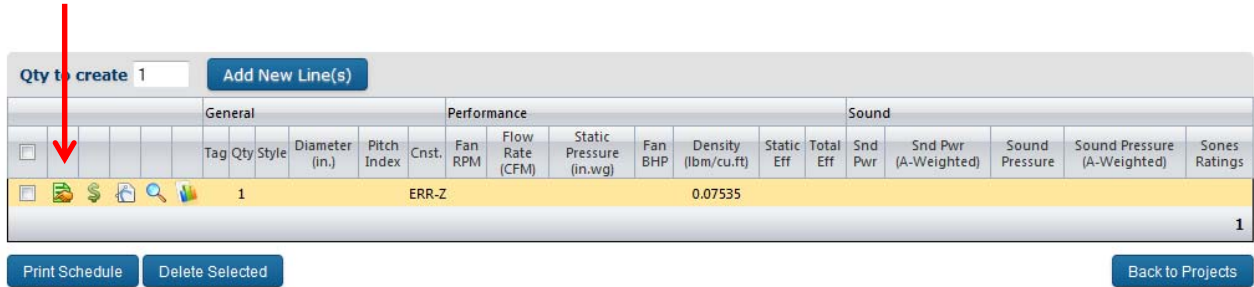 Qty to create 1 Add New Line(s)
General Performance Sound
Tag Qty Style Diameter (in.) Pitch Index Cnst. Fan RPM Flow Rate (CFM) Static Pressure (in.wg) Fan BHP Density (lbm/cu.ft) Static Eff Total Eff Snd Pwr Snd Pwr (A-Weighted) Sound Pressure Sound Pressure (A-Weighted) Sones Ratings
$ 1 ERR-Z 0.07535
1
Print Schedule Delete Selected Back to Projects